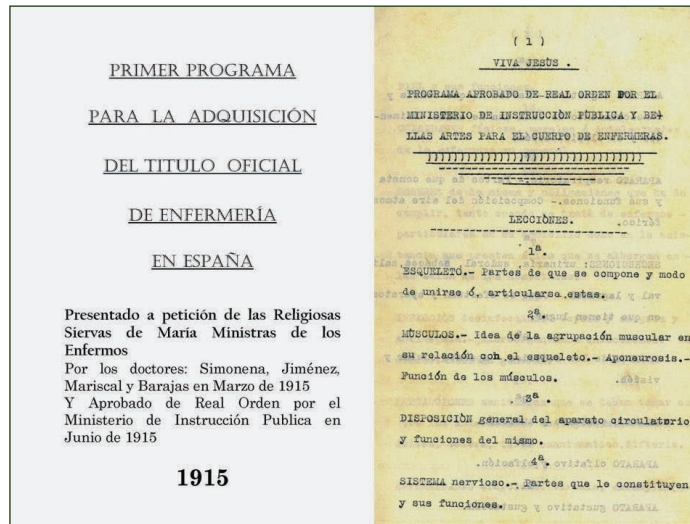 PRIMER PROGRAMA
PARA LA ADQUISICIÓN
DEL TITULO OFICIAL
DE ENFERMERÍA
EN ESPAÑA
Presentado a petición de las Religiosas
Siervas de María Ministras de los
Enfermos
Por los doctores: Simonena, Jiménez,
Mariscal y Barajas en Marzo de 1915
Y Aprobado de Real Orden por el
Ministerio de Instrucción Publica en
Junio de 1915
1915
( 1 )
VIVA JESÚS .
PROGRAMA APROBADO DE REAL ORDEN POR EL
MINISTERIO DE INSTRUCCIÓN PÚBLICA Y BE-
LLAS ARTES PARA EL CUERPO DE ENFERMERAS.
LECCIÒNES.
1ª.
ESQUELETO.- Partes de que se compone y modo
de unirse ó, articularse estas.
2ª.
MÚSCULOS.- Idea de la agrupación muscular en
su relación con el esqueleto.- Aponeurosis.-
Función de los músculos.
3ª.
DISPOSICIÒN general del aparato circulatorio
y funciones del mismo.
4ª.
SISTEMA nervioso.- Partes que le constituyen
y sus funciones.